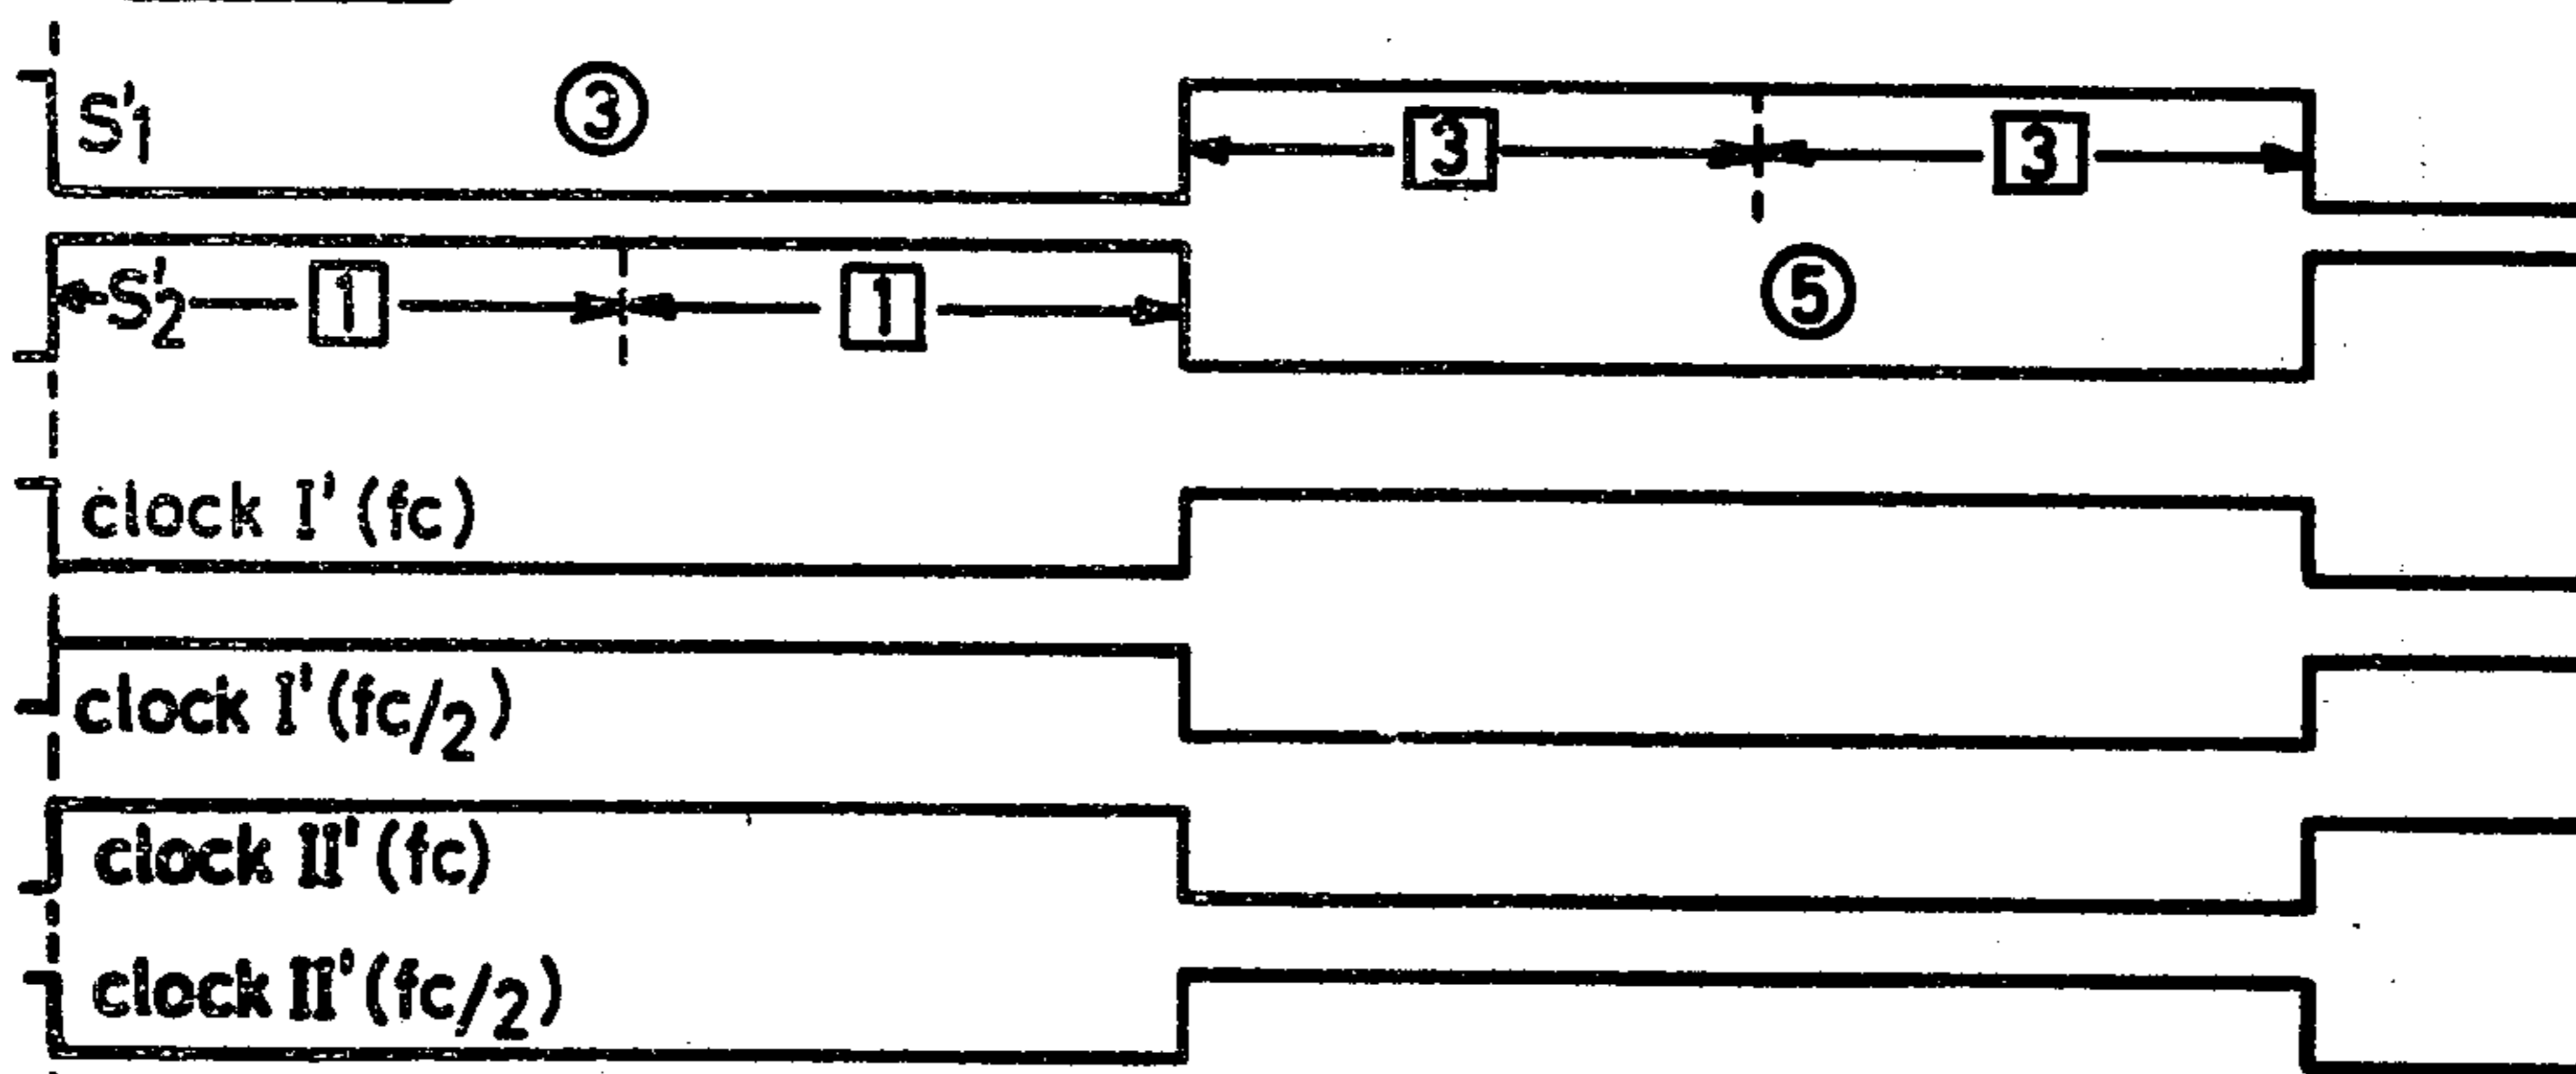 S'1 ③ 3 3
S'2 1 1 ⑤
clock I' (fc)
clock I' (fc/2)
clock II' (fc)
clock II' (fc/2)